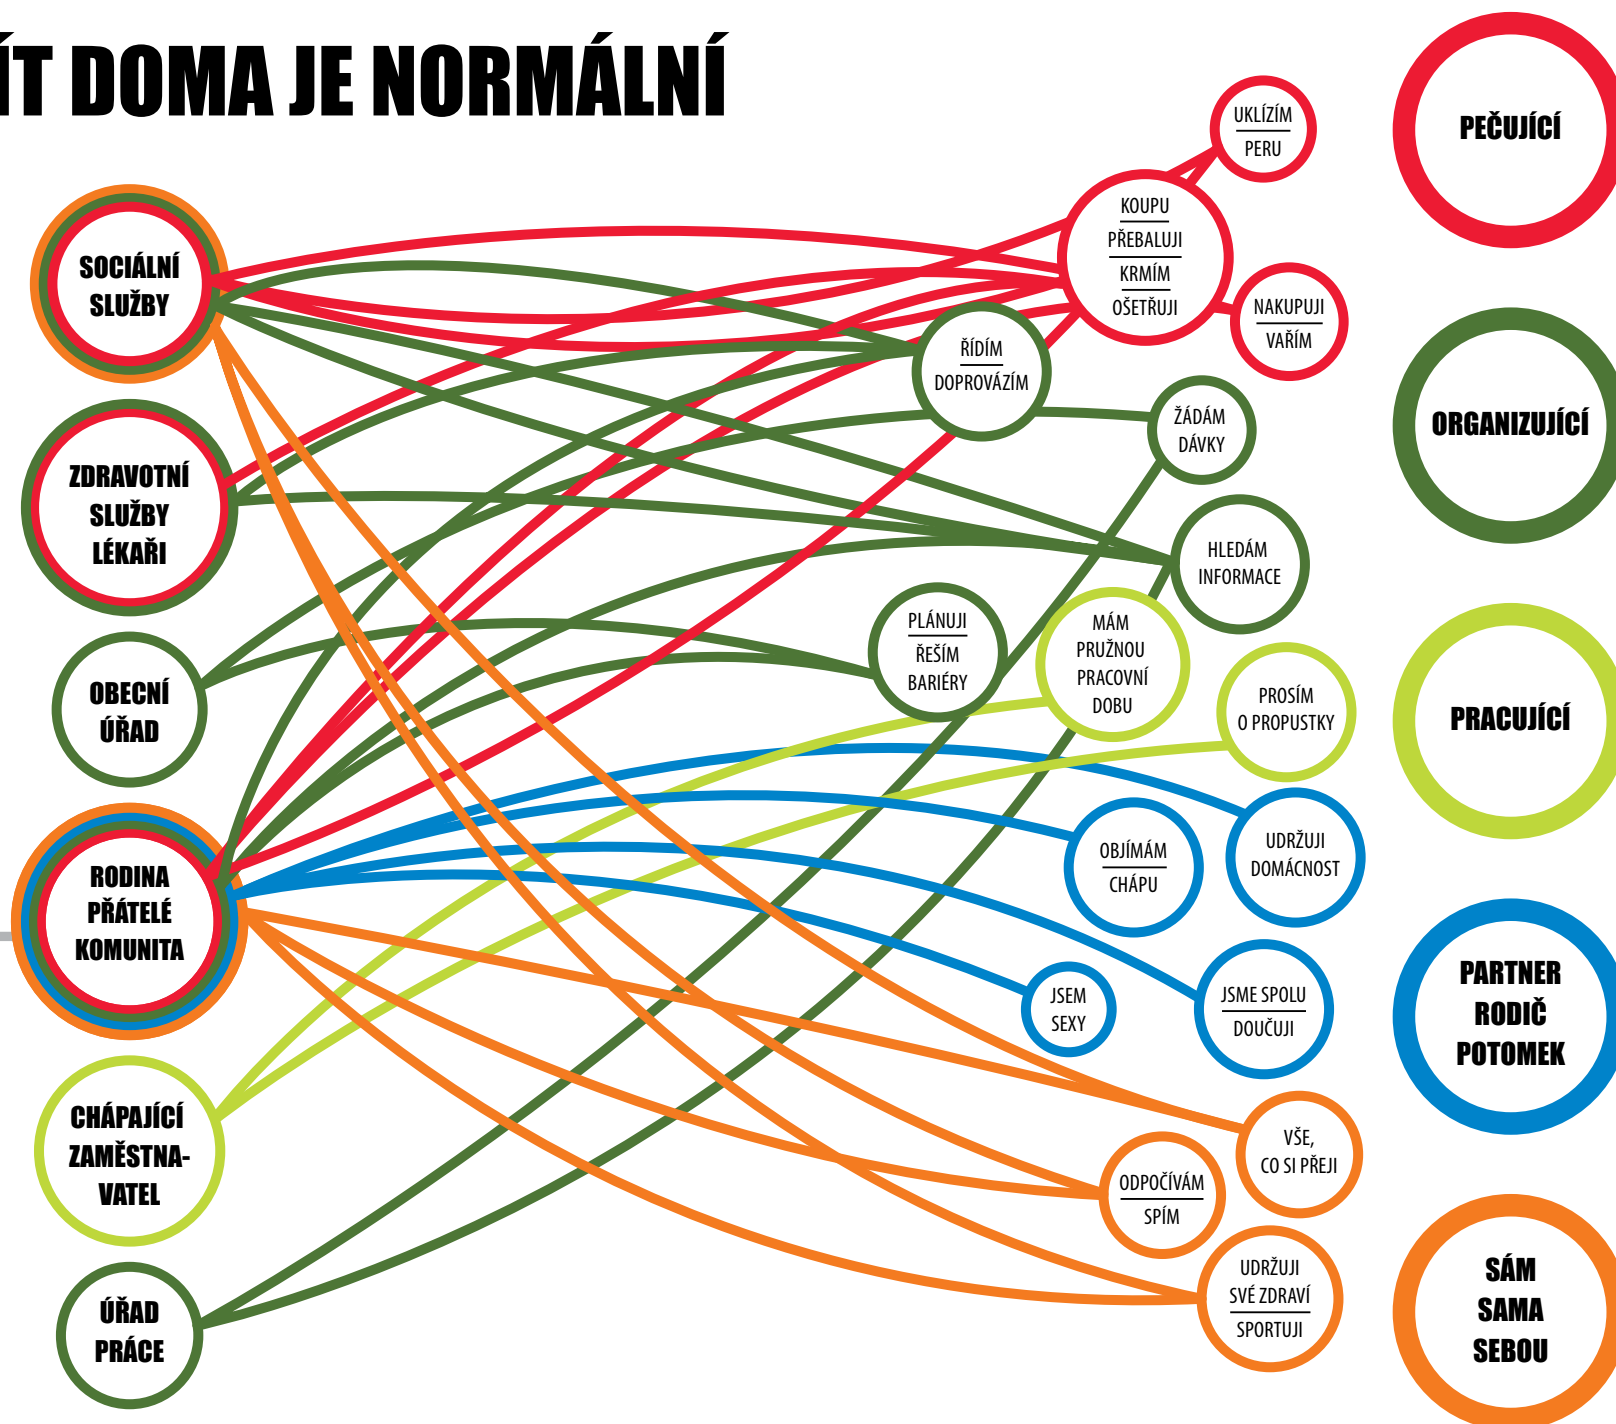 ÍT DOMA JE NORMÁLNÍ
SOCIÁLNÍ
SLUŽBY
ZDRAVOTNÍ
SLUŽBY
LÉKAŘI
OBECNÍ
ÚŘAD
RODINA
PŘÁTELÉ
KOMUNITA
CHÁPAJÍCÍ
ZAMĚSTNA-
VATEL
ÚŘAD
PRÁCE
UKLÍZÍM
PERU
KOUPU
PŘEBALUJI
KRMÍM
OŠETŘUJI
NAKUPUJI
VAŘÍM
ŘÍDÍM
DOPROVÁZÍM
ŽÁDÁM
DÁVKY
HLEDÁM
INFORMACE
PLÁNUJI
ŘEŠÍM
BARIÉRY
MÁM
PRUŽNOU
PRACOVNÍ
DOBU
PROSÍM
O PROPUSTKY
OBJÍMÁM
CHÁPU
UDRŽUJI
DOMÁCNOST
JSEM
SEXY
JSME SPOLU
DOUČUJI
VŠE,
CO SI PŘEJI
ODPOČÍVÁM
SPÍM
UDRŽUJI
SVÉ ZDRAVÍ
SPORTUJI
PEČUJÍCÍ
ORGANIZUJÍCÍ
PRACUJÍCÍ
PARTNER
RODIČ
POTOMEK
SÁM
SAMA
SEBOU